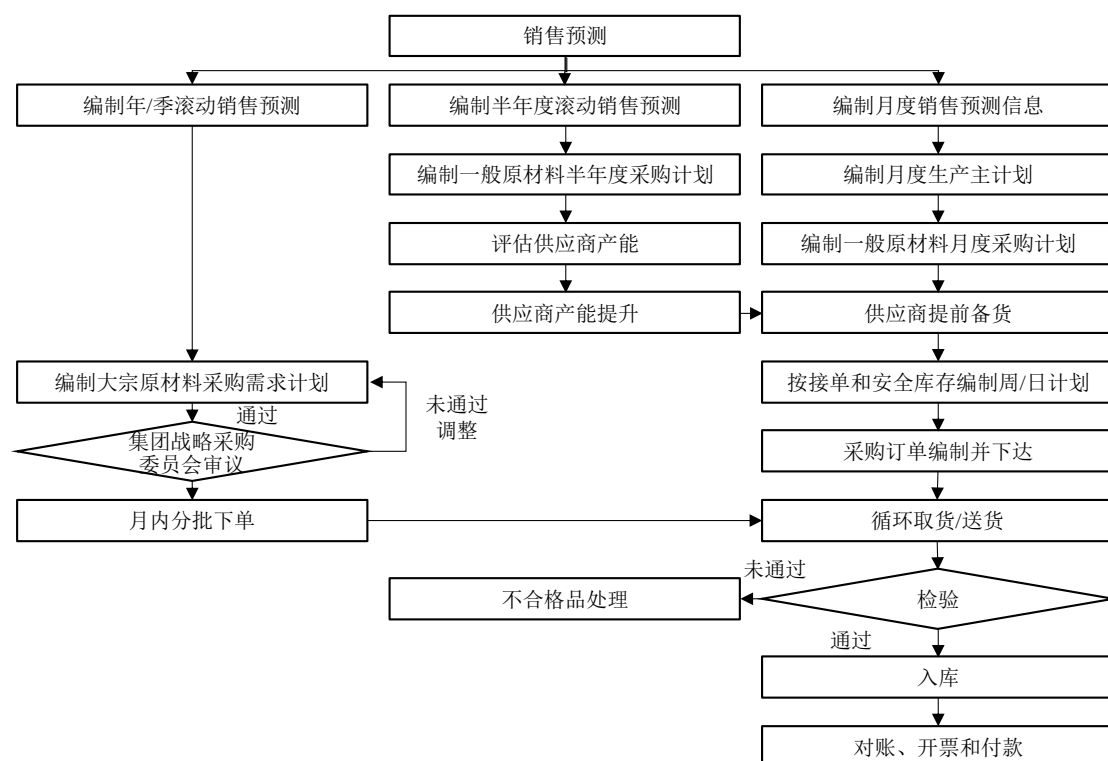 销售预测
编制年/季滚动销售预测
编制半年度滚动销售预测
编制月度销售预测信息
编制一般原材料半年度采购计划
编制月度生产主计划
评估供应商产能
编制一般原材料月度采购计划
供应商产能提升
供应商提前备货
编制大宗原材料采购需求计划
按接单和安全库存编制周/日计划
通过
未通过
调整
集团战略采购
委员会审议
采购订单编制并下达
月内分批下单
循环取货/送货
未通过
不合格品处理
检验
通过
入库
对账、开票和付款